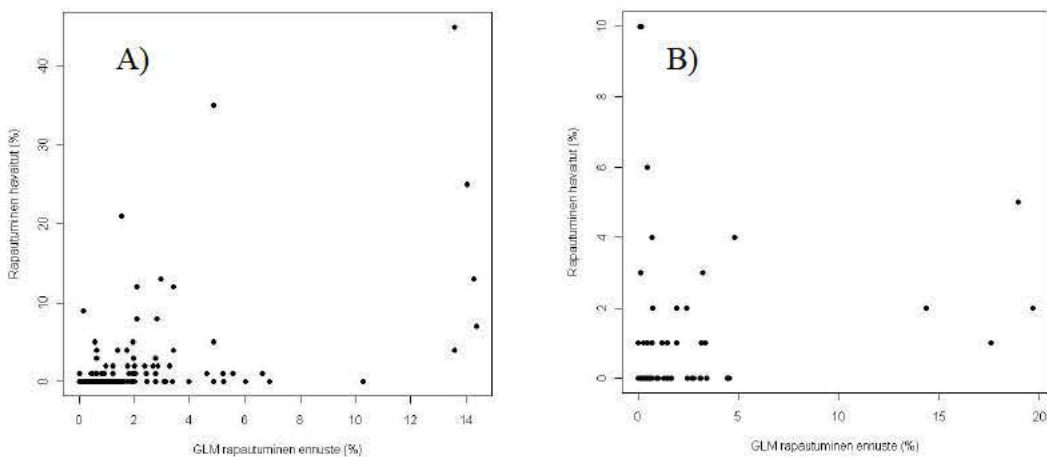 A)
Rapautuminen havaitut (%)
0 10 20 30 40
0 2 4 6 8 10 12 14
GLM rapautuminen ennuste (%)
B)
Rapautuminen havaitut (%)
0 2 4 6 8 10
0 5 10 15 20
GLM rapautuminen ennuste (%)